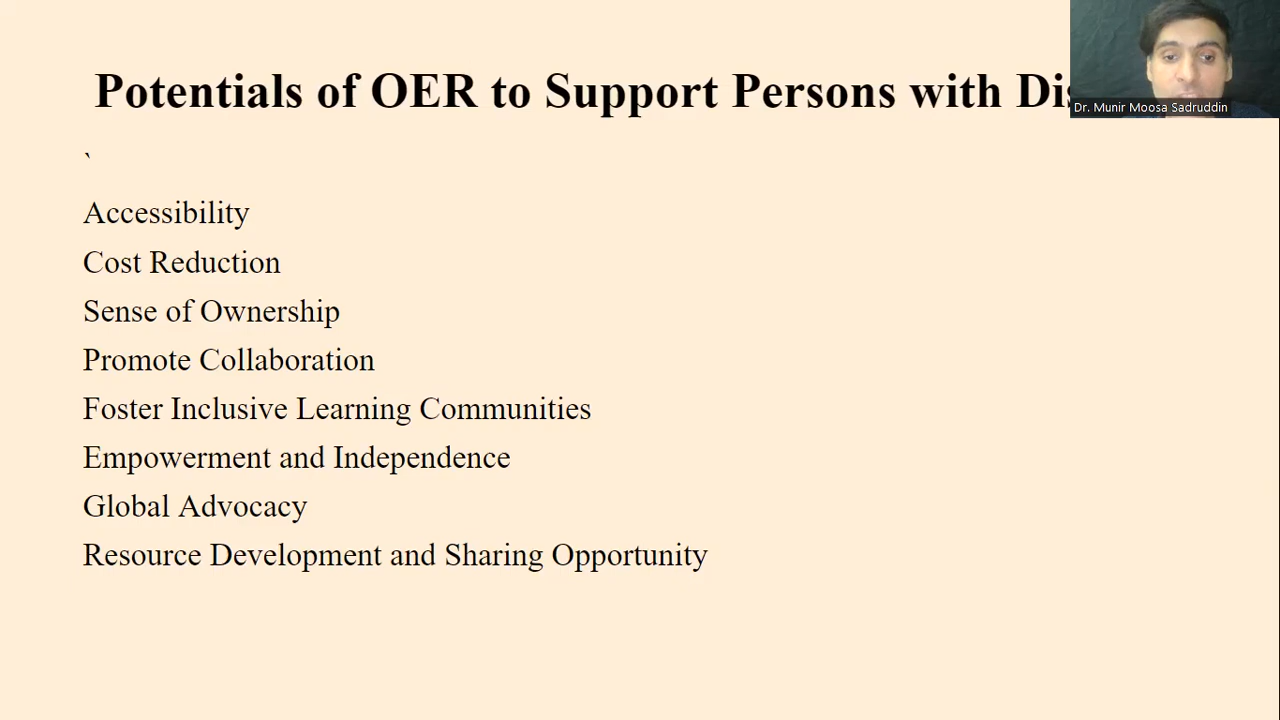 Potentials of OER to Support Persons with
Dr. Munir Moosa Sadruddin
`
Accessibility
Cost Reduction
Sense of Ownership
Promote Collaboration
Foster Inclusive Learning Communities
Empowerment and Independence
Global Advocacy
Resource Development and Sharing Opportunity